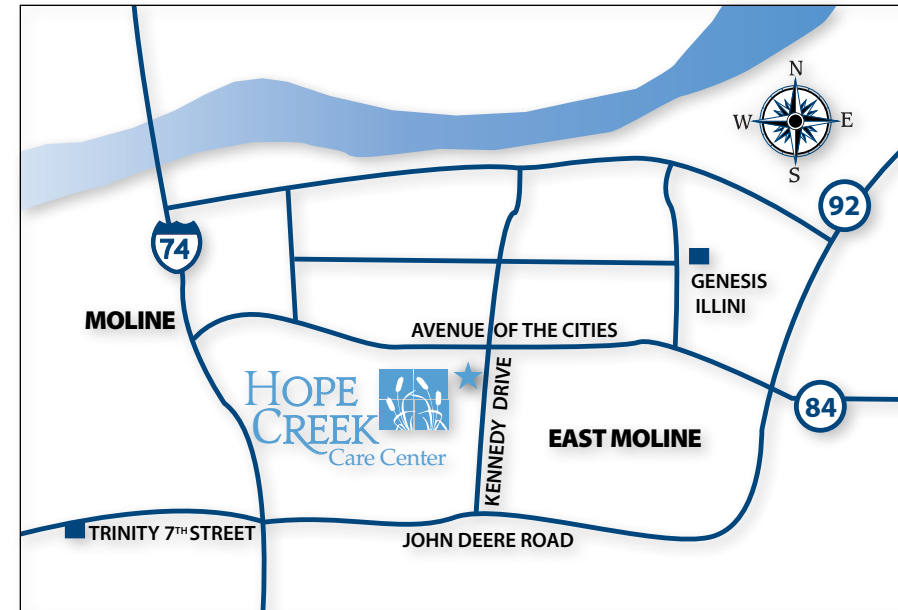 N
W
E
S
92
74
GENESIS
ILLINI
MOLINE
AVENUE OF THE CITIES
HOPE
CREEK
Care Center
KENNEDY DRIVE
EAST MOLINE
84
TRINITY 7TH STREET
JOHN DEERE ROAD